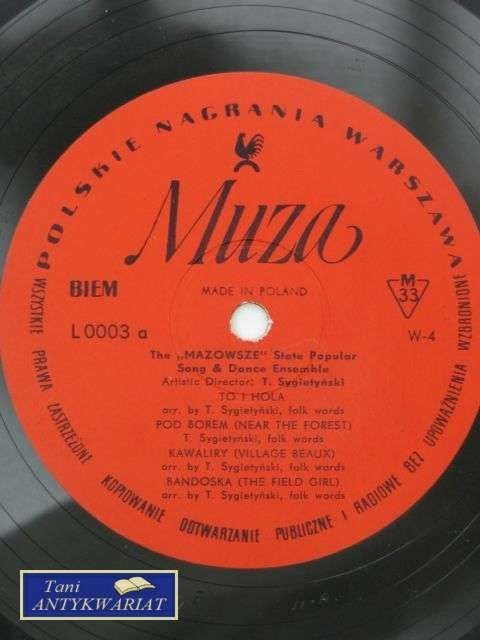 POLSKIE NAGRANIA WARSZAWA
Muza
MADE IN POLAND
BIEM
M
33
L 0003 a
W-4
The „MAZOWSZE" State Popular
Song & Dance Ensemble
Artistic Director: T. Sygietyński
TO I HOLA
arr. by T. Sygietyński, folk words
POD BOREM (NEAR THE FOREST)
T. Sygietyński, folk words
KAWALIRY (VILLAGE BEAUX)
arr. by T. Sygietyński, folk words
BANDOSKA (THE FIELD GIRL)
arr. by T. Sygietyński, folk words
WSZYSTKIE PRAWA ZASTRZEŻONE KOPIOWANIE ODTWARZANIE PUBLICZNE I RADIOWE BEZ UPOWAŻNIENIA WZBRONIONE
Tani
ANTYKWARIAT